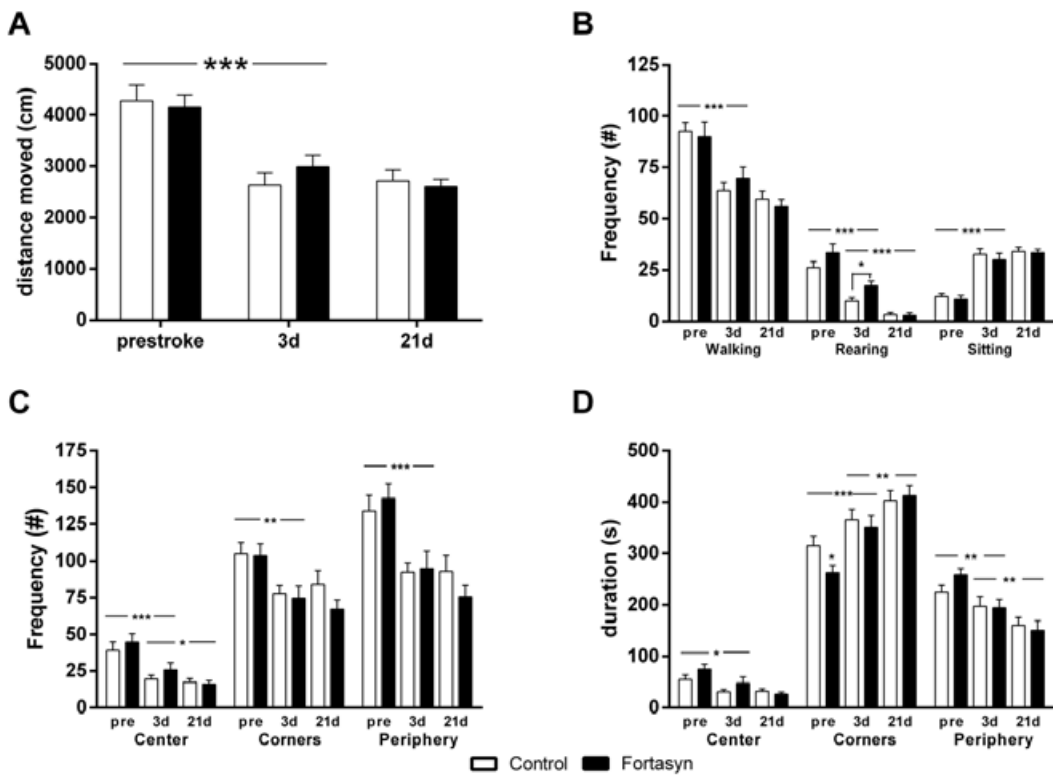 A
5000
4000
3000
2000
1000
0
distance moved (cm)
***
prestroke 3d 21d
B
125
100
75
50
25
0
Frequency (#)
***
***
***
*
***
pre 3d 21d pre 3d 21d pre 3d 21d
Walking Rearing Sitting
C
175
150
125
100
75
50
25
0
Frequency (#)
***
*
**
***
pre 3d 21d pre 3d 21d pre 3d 21d
Center Corners Periphery
D
500
400
300
200
100
0
duration (s)
*
***
*
**
**
**
pre 3d 21d pre 3d 21d pre 3d 21d
Center Corners Periphery
Control Fortasyn